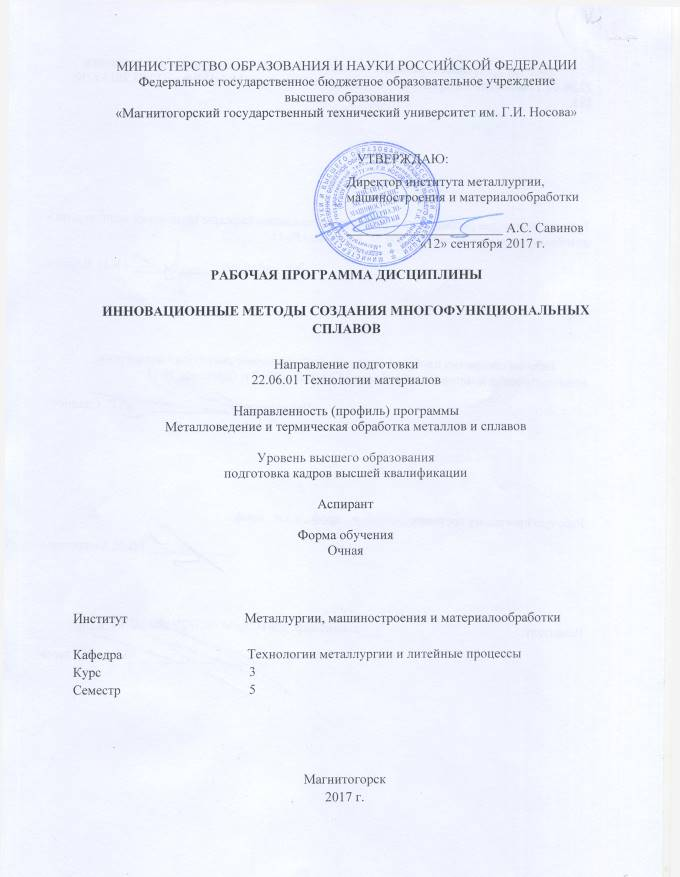 МИНИСТЕРСТВО ОБРАЗОВАНИЯ И НАУКИ РОССИЙСКОЙ ФЕДЕРАЦИИ
Федеральное государственное бюджетное образовательное учреждение
высшего образования
«Магнитогорский государственный технический университет им. Г.И. Носова»
УТВЕРЖДАЮ:
Директор института металлургии,
машиностроения и материалообработки
А.С. Савинов
«12» сентября 2017 г.
РАБОЧАЯ ПРОГРАММА ДИСЦИПЛИНЫ
ИННОВАЦИОННЫЕ МЕТОДЫ СОЗДАНИЯ МНОГОФУНКЦИОНАЛЬНЫХ
СПЛАВОВ
Направление подготовки
22.06.01 Технологии материалов
Направленность (профиль) программы
Металловедение и термическая обработка металлов и сплавов
Уровень высшего образования
подготовка кадров высшей квалификации
Аспирант
Форма обучения
Очная
Институт Металлургии, машиностроения и материалообработки
Кафедра Технологии металлургии и литейные процессы
Курс 3
Семестр 5
Магнитогорск
2017 г.